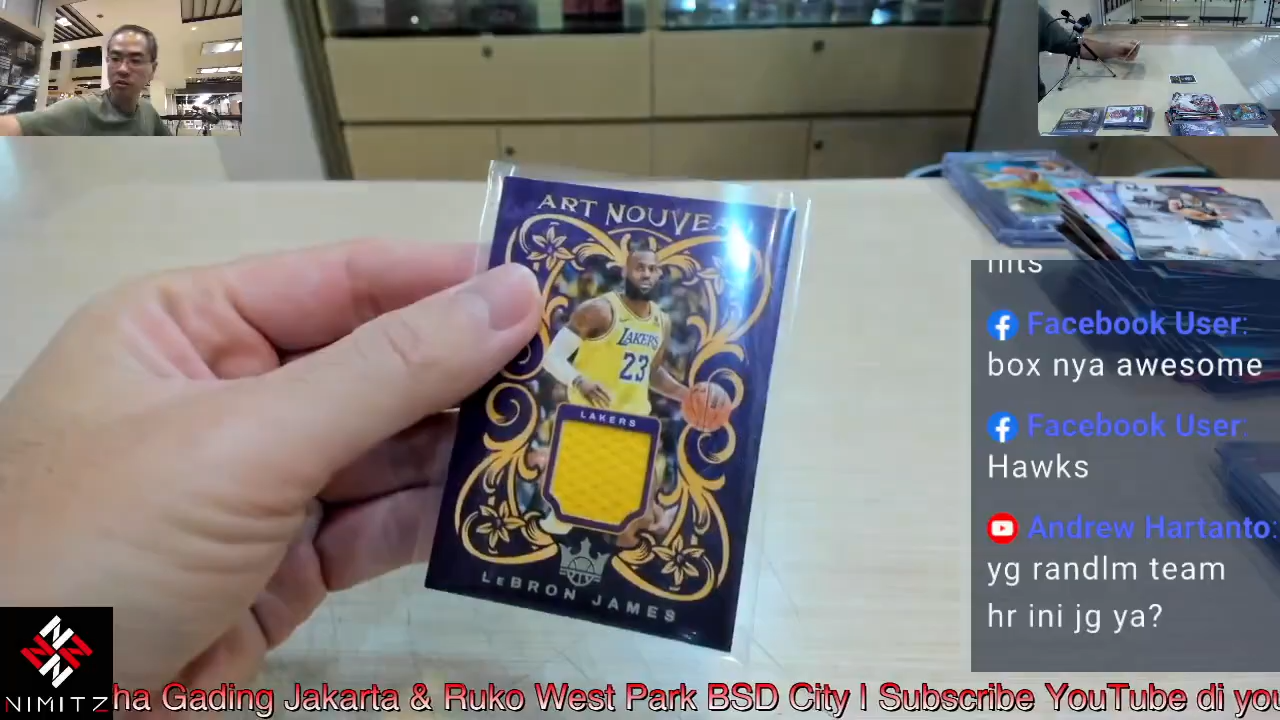 ART NOUVEA
LAKERS
23
LAKERS
LEBRON JAMES
hits
Facebook User:
box nya awesome
Facebook User:
Hawks
Andrew Hartanto:
yg randlm team
hr ini jg ya?
NIMITZ
ha Gading Jakarta & Ruko West Park BSD City I Subscribe YouTube di you